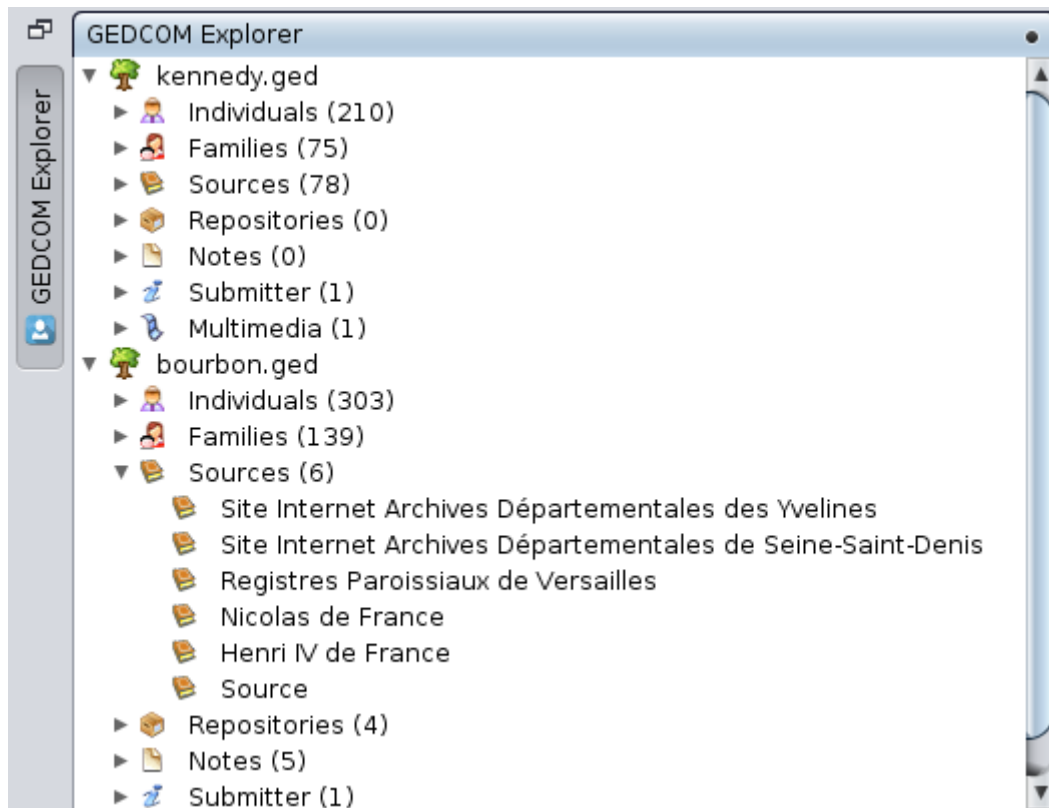 GEDCOM Explorer
GEDCOM Explorer
kennedy.ged
Individuals (210)
Families (75)
Sources (78)
Repositories (0)
Notes (0)
Submitter (1)
Multimedia (1)
bourbon.ged
Individuals (303)
Families (139)
Sources (6)
Site Internet Archives Départementales des Yvelines
Site Internet Archives Départementales de Seine-Saint-Denis
Registres Paroissiaux de Versailles
Nicolas de France
Henri IV de France
Source
Repositories (4)
Notes (5)
Submitter (1)